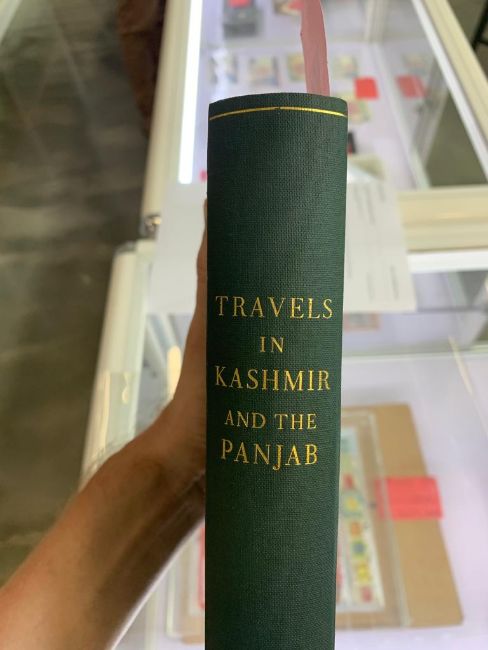 TRAVELS
IN
KASHMIR
AND THE
PANJAB